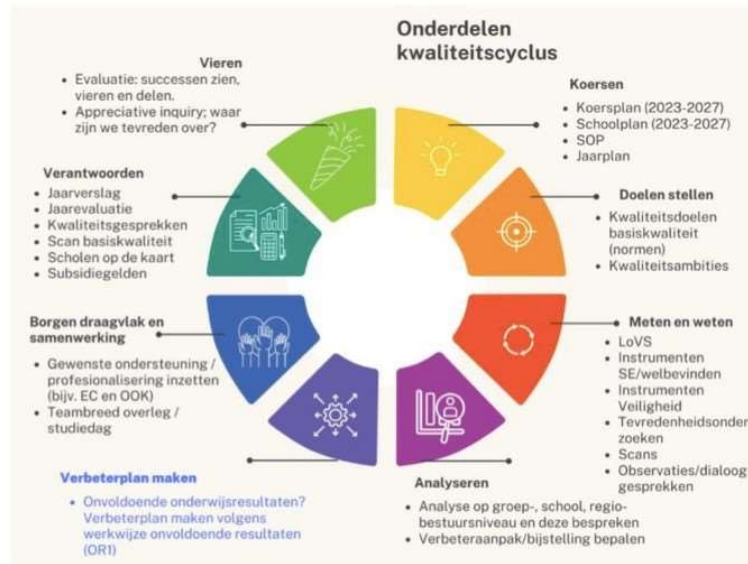 Onderdelen
kwaliteitscyclus
Vieren
• Evaluatie: successen zien,
vieren en delen.
• Appreciative inquiry; waar
zijn we tevreden over?
Koersen
• Koersplan (2023-2027)
• Schoolplan (2023-2027)
• SOP
• Jaarplan
Verantwoorden
• Jaarverslag
• Jaarevaluatie
• Kwaliteitsgesprekken
• Scan basiskwaliteit
• Scholen op de kaart
• Subsidiegelden
Doelen stellen
• Kwaliteitsdoelen
basiskwaliteit
(normen)
• Kwaliteitsambities
Borgen draagvlak en
samenwerking
• Gewenste ondersteuning /
profesionalisering inzetten
(bijv. EC en OOK)
• Teambreed overleg /
studiedag
Meten en weten
• LoVS
• Instrumenten
SE/welbevinden
• Instrumenten
Veiligheid
• Tevredenheidsonder
zoeken
• Scans
• Observaties/dialoog
gesprekken
Verbeterplan maken
• Onvoldoende onderwijsresultaten?
Verbeterplan maken volgens
werkwijze onvoldoende resultaten
(OR1)
Analyseren
• Analyse op groep-, school, regio-
bestuursniveau en deze bespreken
• Verbeteraanpak/bijstelling bepalen